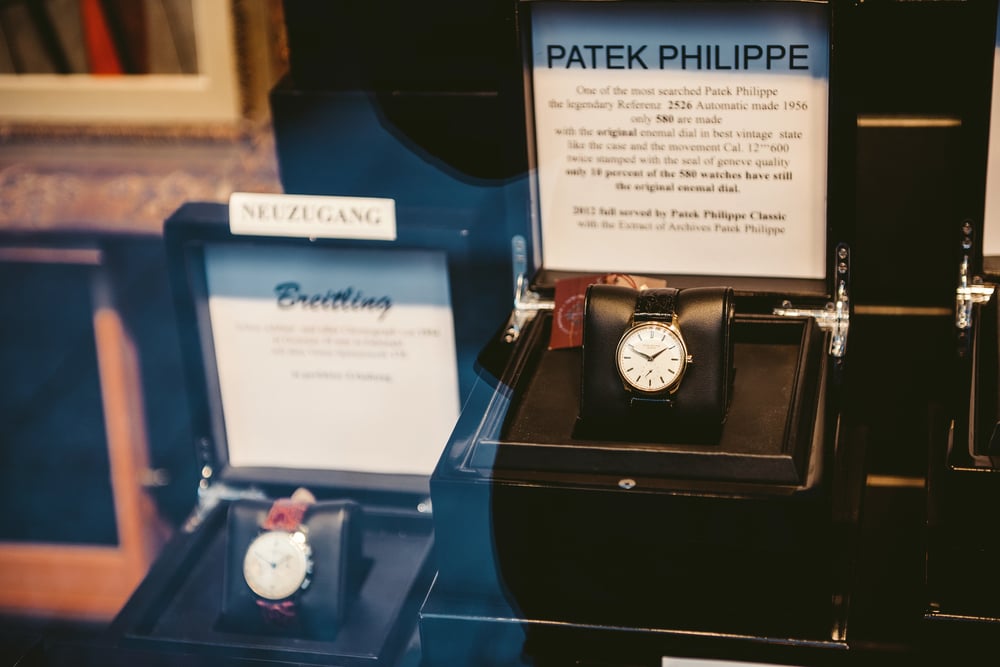 PATEK PHILIPPE
One of the most searched Patek Philippe
the legendary Referenz 2526 Automatic made 1956
only 580 are made
with the original enemal dial in best vintage state
like the case and the movement Cal. 12'''600
twice stamped with the seal of geneve quality
only 10 percent of the 580 watches have still
the original enemal dial.
2012 full served by Patek Philippe Classic
with the Extract of Archives Patek Philippe
NEUZUGANG
Breitling